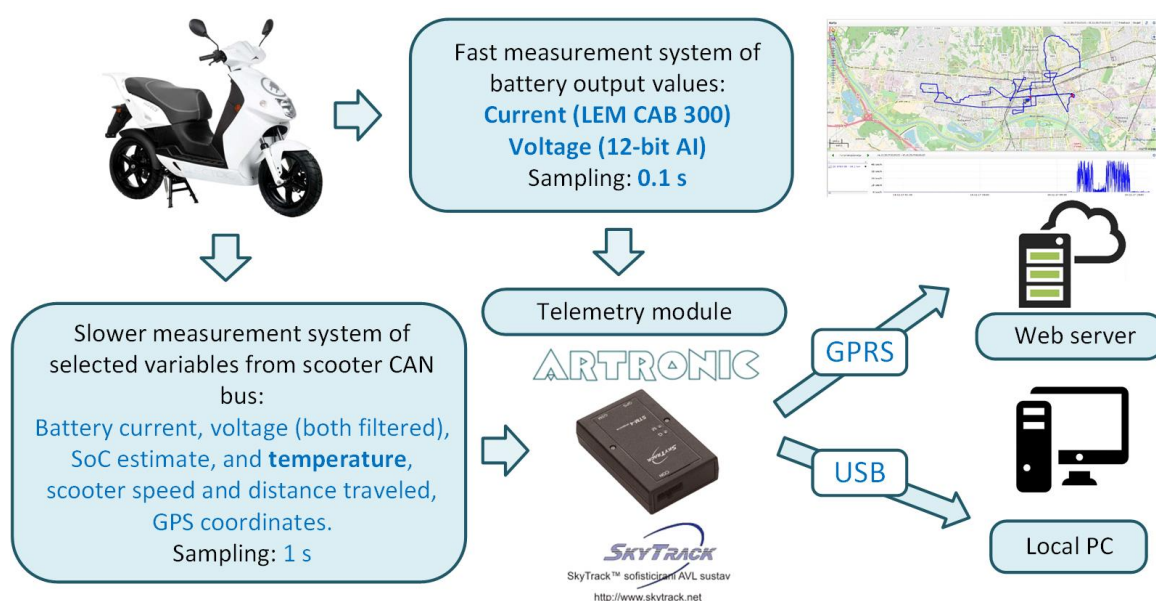 Fast measurement system of
battery output values:
Current (LEM CAB 300)
Voltage (12-bit AI)
Sampling: 0.1 s
Slower measurement system of
selected variables from scooter CAN
bus:
Battery current, voltage (both filtered),
SoC estimate, and temperature,
scooter speed and distance traveled,
GPS coordinates.
Sampling: 1 s
Telemetry module
ARTRONIC
SKYTRACK
SkyTrack
SkyTrack™ sofisticirani AVL sustav
http://www.skytrack.net
GPRS
USB
Web server
Local PC